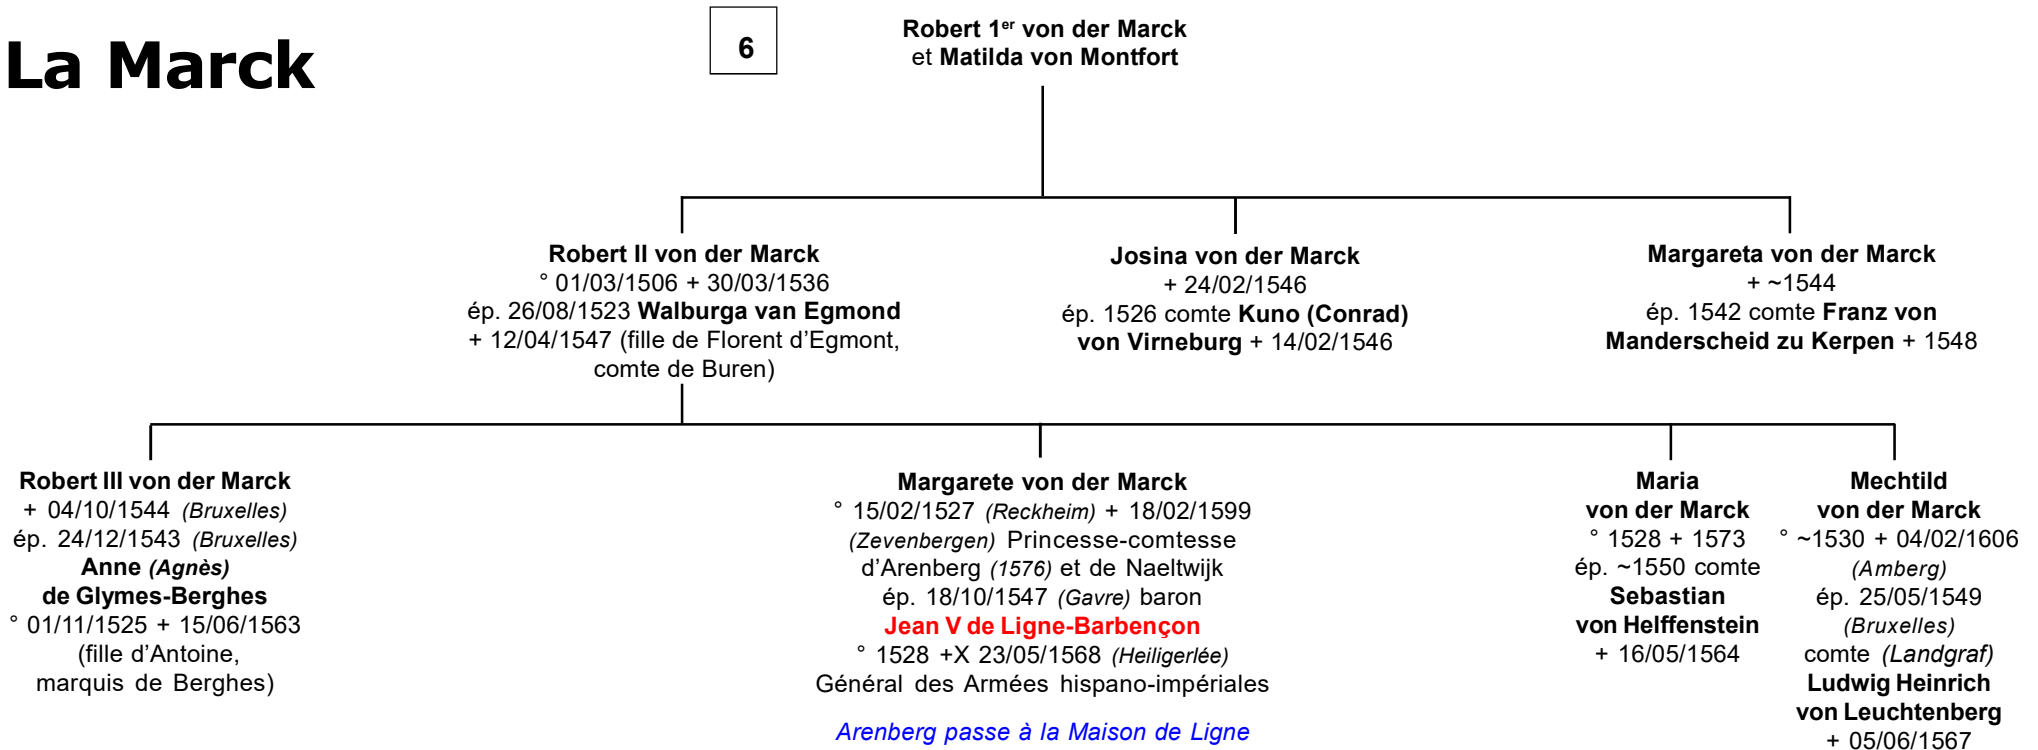 La Marck
6
Robert 1er von der Marck
et Matilda von Montfort
Robert II von der Marck
° 01/03/1506 + 30/03/1536
ép. 26/08/1523 Walburga van Egmond
+ 12/04/1547 (fille de Florent d'Egmont,
comte de Buren)
Josina von der Marck
+ 24/02/1546
ép. 1526 comte Kuno (Conrad)
von Virneburg + 14/02/1546
Margareta von der Marck
+ ~1544
ép. 1542 comte Franz von
Manderscheid zu Kerpen + 1548
Robert III von der Marck
+ 04/10/1544 (Bruxelles)
ép. 24/12/1543 (Bruxelles)
Anne (Agnès)
de Glymes-Berghes
° 01/11/1525 + 15/06/1563
(fille d'Antoine,
marquis de Berghes)
Margarete von der Marck
° 15/02/1527 (Reckheim) + 18/02/1599
(Zevenbergen) Princesse-comtesse
d'Arenberg (1576) et de Naeltwijk
ép. 18/10/1547 (Gavre) baron
Jean V de Ligne-Barbençon
° 1528 +X 23/05/1568 (Heiligerlée)
Général des Armées hispano-impériales
Arenberg passe à la Maison de Ligne
Maria
von der Marck
° 1528 + 1573
ép. ~1550 comte
Sebastian
von Helffenstein
+ 16/05/1564
Mechtild
von der Marck
° ~1530 + 04/02/1606
(Amberg)
ép. 25/05/1549
(Bruxelles)
comte (Landgraf)
Ludwig Heinrich
von Leuchtenberg
+ 05/06/1567